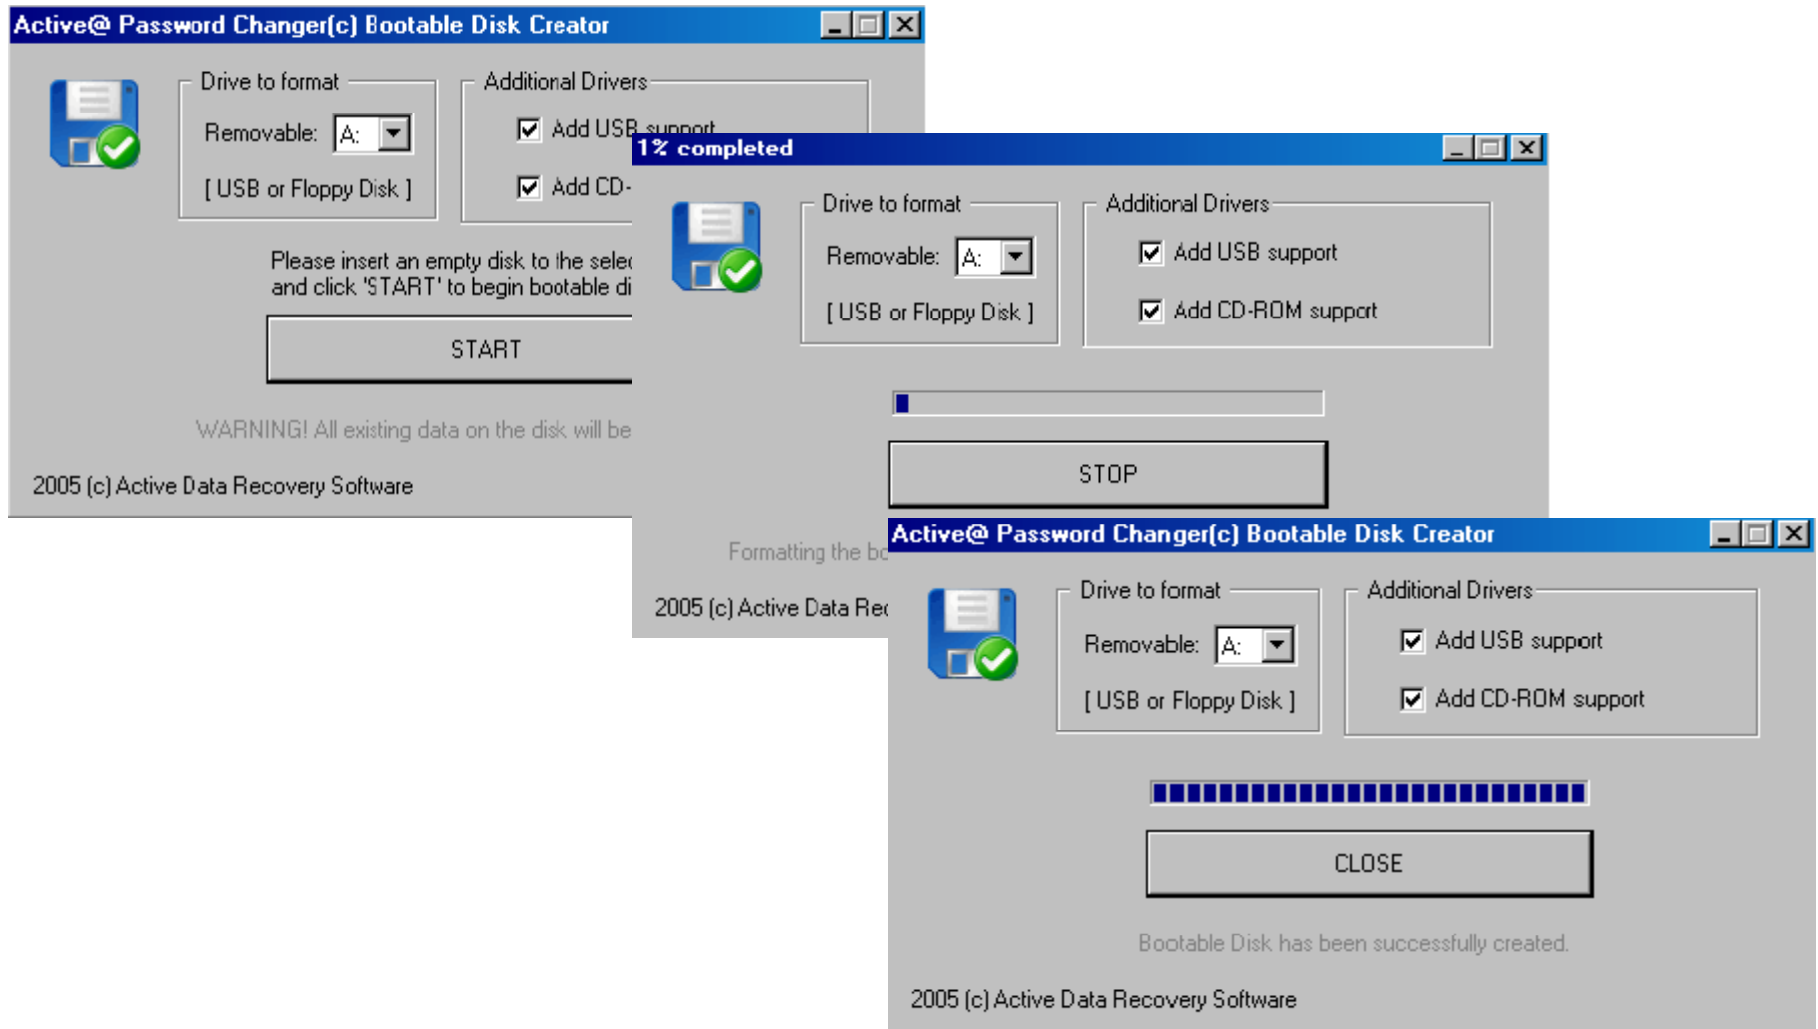 Active@ Password Changer(c) Bootable Disk Creator
Drive to format
Additional Drivers
Removable: A:
Add USB support
[ USB or Floppy Disk ]
Add CD-
Please insert an empty disk to the selec
and click 'START' to begin bootable di
START
WARNING! All existing data on the disk will be
2005 (c) Active Data Recovery Software
1% completed
Drive to format
Additional Drivers
Removable: A:
Add USB support
[ USB or Floppy Disk ]
Add CD-ROM support
STOP
Formatting the bo
2005 (c) Active Data Rec
Active@ Password Changer(c) Bootable Disk Creator
Drive to format
Additional Drivers
Removable: A:
Add USB support
[ USB or Floppy Disk ]
Add CD-ROM support
CLOSE
Bootable Disk has been successfully created.
2005 (c) Active Data Recovery Software